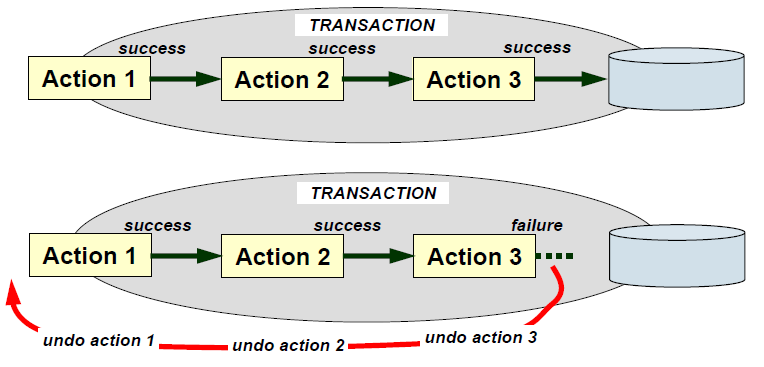 TRANSACTION
success
success
success
Action 1
Action 2
Action 3
TRANSACTION
success
success
failure
Action 1
Action 2
Action 3
undo action 1
undo action 2
undo action 3